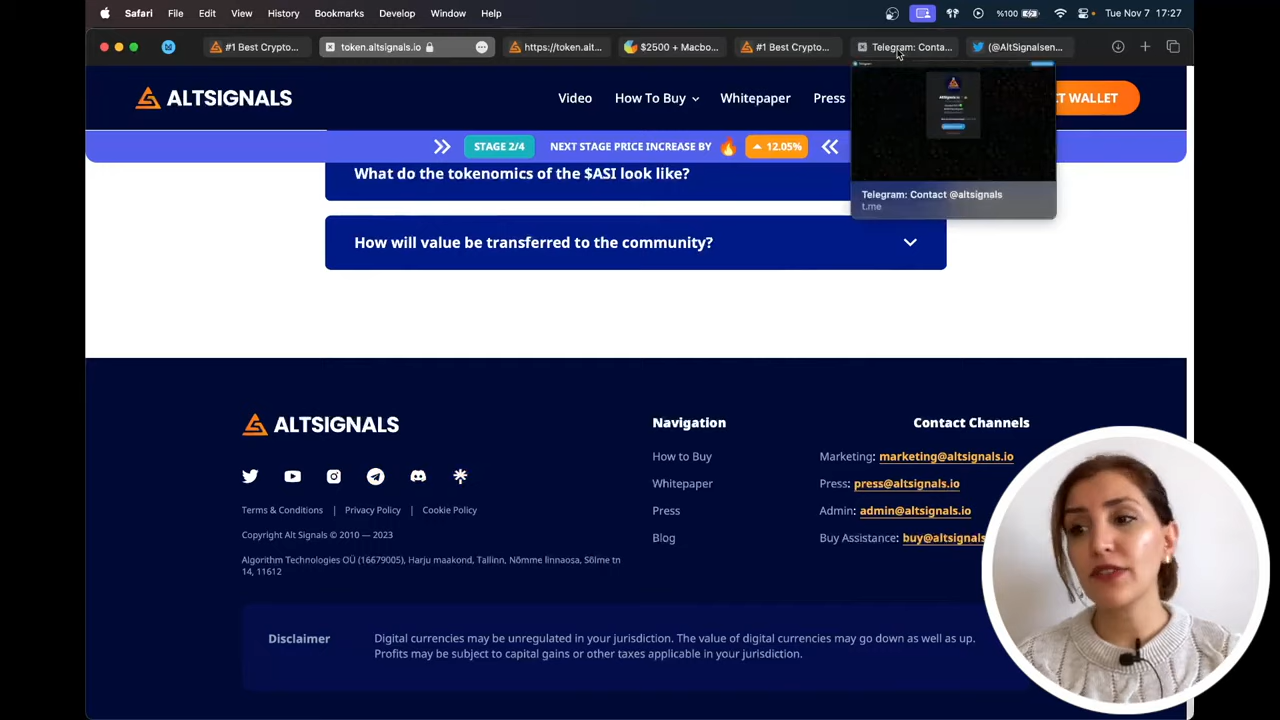 Safari File Edit View History Bookmarks Develop Window Help %100 Tue Nov 7 17:27
#1 Best Crypto... token.altsignals.io https://token.alt... $2500 + Macbo... #1 Best Crypto... Telegram: Conta... (@AltSignalsen...
ALTSIGNALS Video How To Buy Whitepaper Press T WALLET
STAGE 2/4 NEXT STAGE PRICE INCREASE BY 12.05%
What do the tokenomics of the $ASI look like?
Telegram: Contact @altsignals
t.me
How will value be transferred to the community?
ALTSIGNALS
Terms & Conditions | Privacy Policy | Cookie Policy
Copyright Alt Signals © 2010 — 2023
Algorithm Technologies OÜ (16679005), Harju maakond, Tallinn, Nõmme linnaosa, Sõlme tn
14, 11612
Navigation
How to Buy
Whitepaper
Press
Blog
Contact Channels
Marketing: marketing@altsignals.io
Press: press@altsignals.io
Admin: admin@altsignals.io
Buy Assistance: buy@altsignals
Disclaimer
Digital currencies may be unregulated in your jurisdiction. The value of digital currencies may go down as well as up.
Profits may be subject to capital gains or other taxes applicable in your jurisdiction.